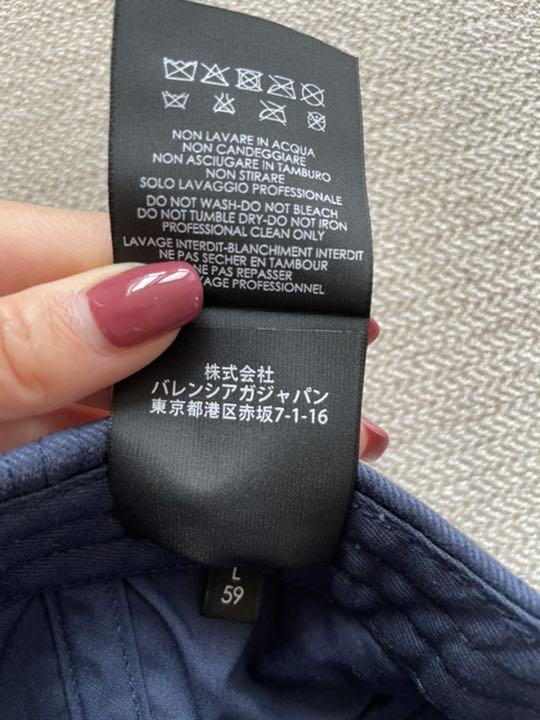 NON LAVARE IN ACQUA
NON CANDEGGIARE
NON ASCIUGARE IN TAMBURO
NON STIRARE
SOLO LAVAGGIO PROFESSIONALE
DO NOT WASH-DO NOT BLEACH
DO NOT TUMBLE DRY-DO NOT IRON
PROFESSIONAL CLEAN ONLY
LAVAGE INTERDIT-BLANCHIMENT INTERDIT
NE PAS SECHER EN TAMBOUR
NE PAS REPASSER
PROFESSIONNEL
株式会社
バレンシアガジャパン
東京都港区赤坂7-1-16
L
59